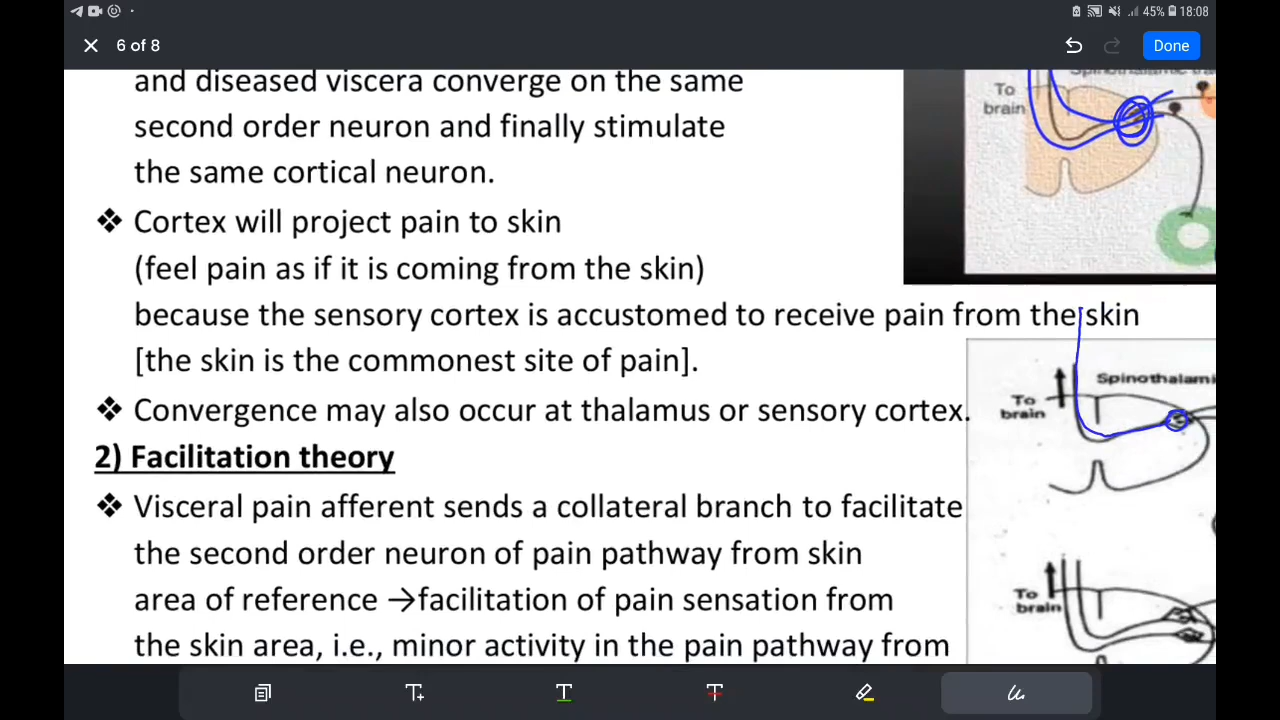 45% 18:08
6 of 8
Done
and diseased viscera converge on the same
second order neuron and finally stimulate
the same cortical neuron.
❖ Cortex will project pain to skin
(feel pain as if it is coming from the skin)
because the sensory cortex is accustomed to receive pain from the skin
[the skin is the commonest site of pain].
❖ Convergence may also occur at thalamus or sensory cortex.
2) Facilitation theory
❖ Visceral pain afferent sends a collateral branch to facilitate
the second order neuron of pain pathway from skin
area of reference →facilitation of pain sensation from
the skin area, i.e., minor activity in the pain pathway from
To
brain
Spinothalami
To
brain
To
brain